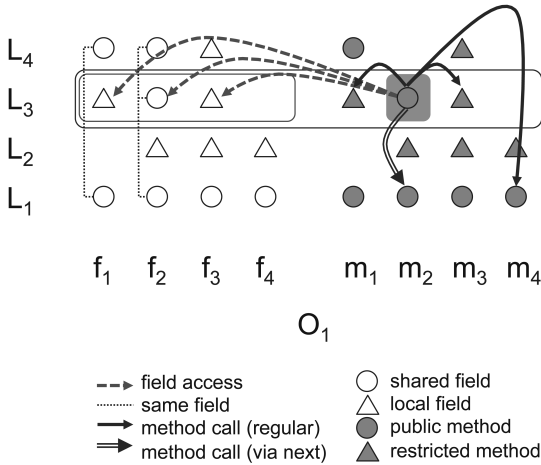 L4
L3
L2
L1
f1 f2 f3 f4 m1 m2 m3 m4
O1
field access
same field
method call (regular)
method call (via next)
shared field
local field
public method
restricted method